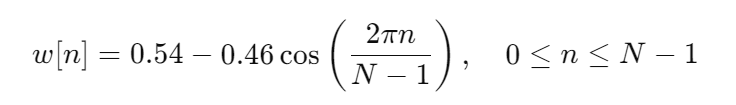 w[n] = 0.54 − 0.46 cos(2πn / (N − 1)), 0 ≤ n ≤ N − 1